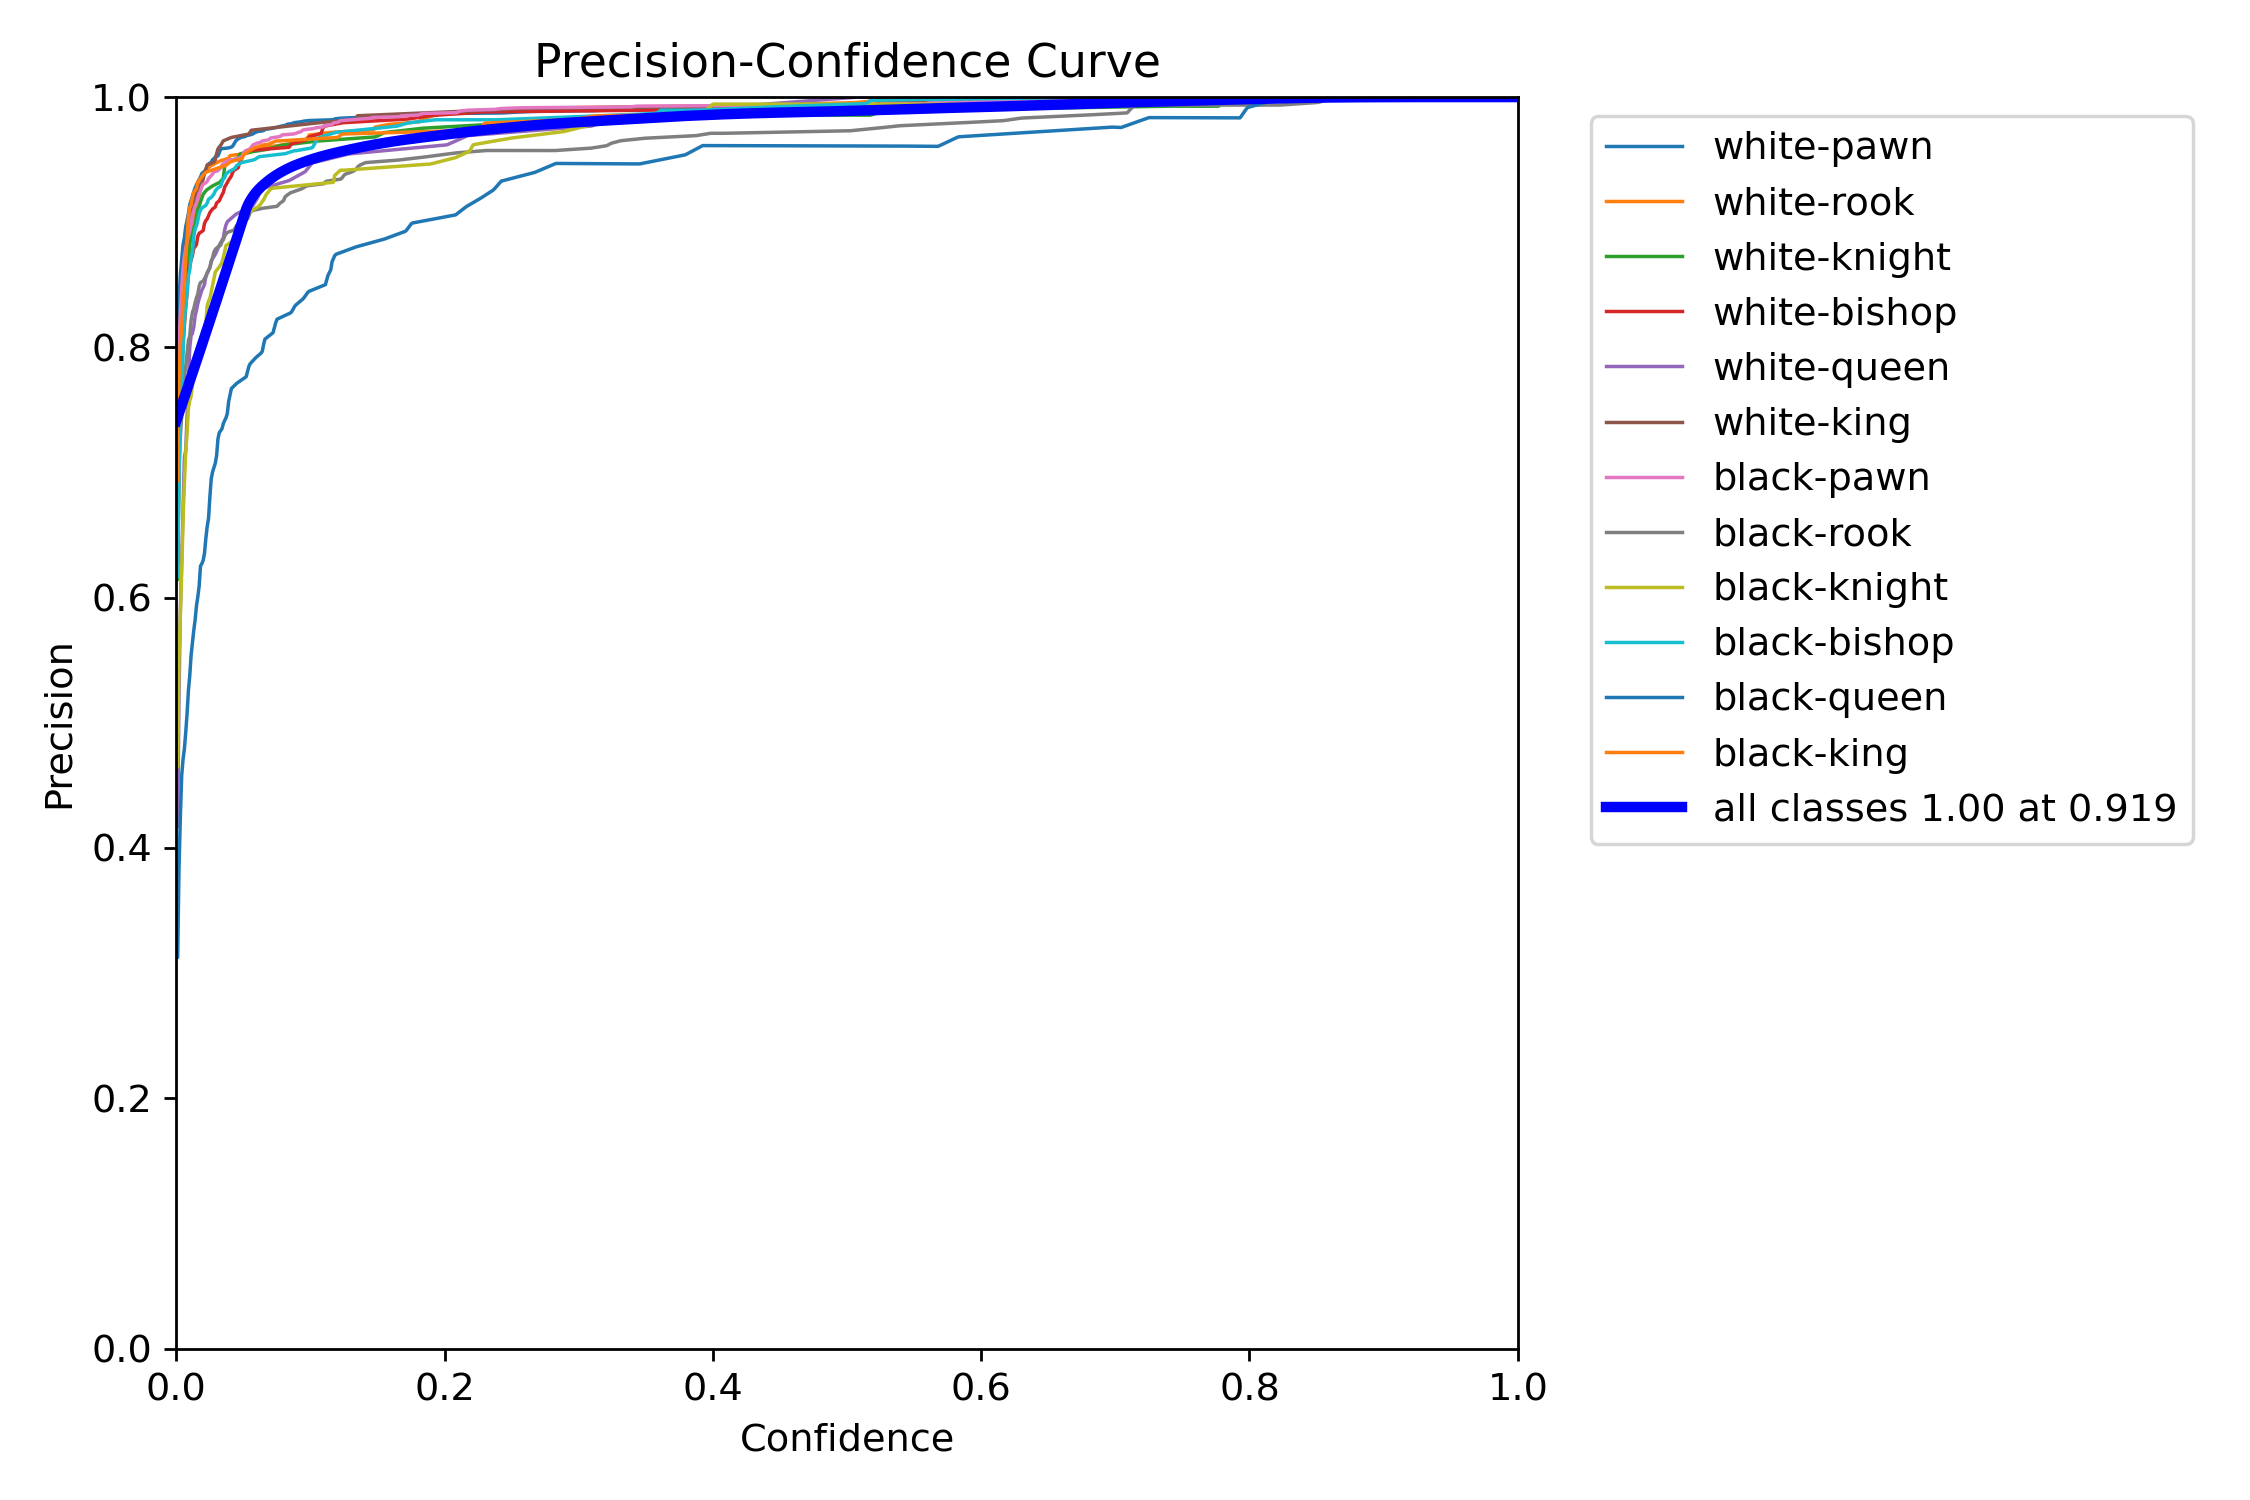 Precision-Confidence Curve
1.0
0.8
0.6
0.4
0.2
0.0
Precision
0.0 0.2 0.4 0.6 0.8 1.0
Confidence
white-pawn
white-rook
white-knight
white-bishop
white-queen
white-king
black-pawn
black-rook
black-knight
black-bishop
black-queen
black-king
all classes 1.00 at 0.919